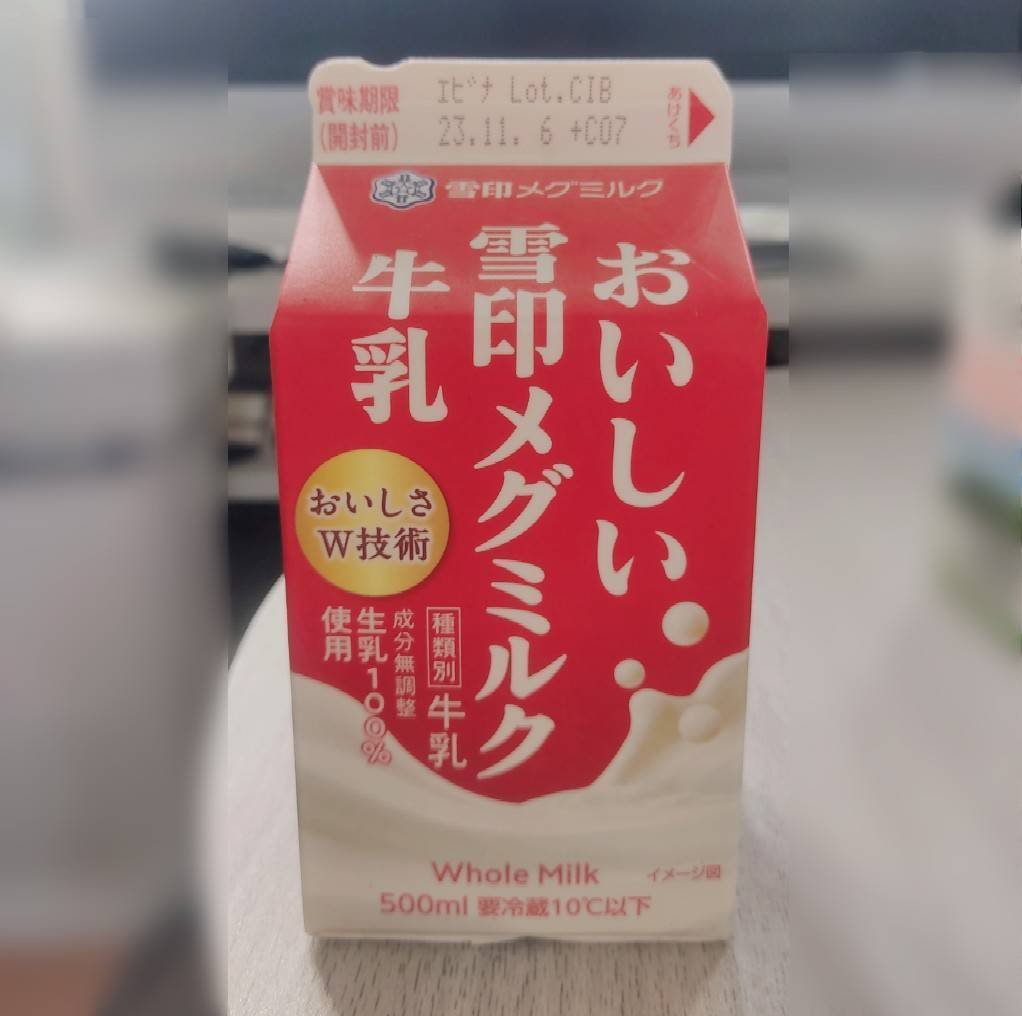 賞味期限
(開封前)
ｴﾋﾞﾅ Lot.CIB
23.11. 6 +C07
あけくち
雪印メグミルク
おいしい
雪印メグミルク
牛乳
おいしさ
W技術
種類別 牛乳
成分無調整
生乳100%
使用
Whole Milk
イメージ図
500ml 要冷蔵10℃以下